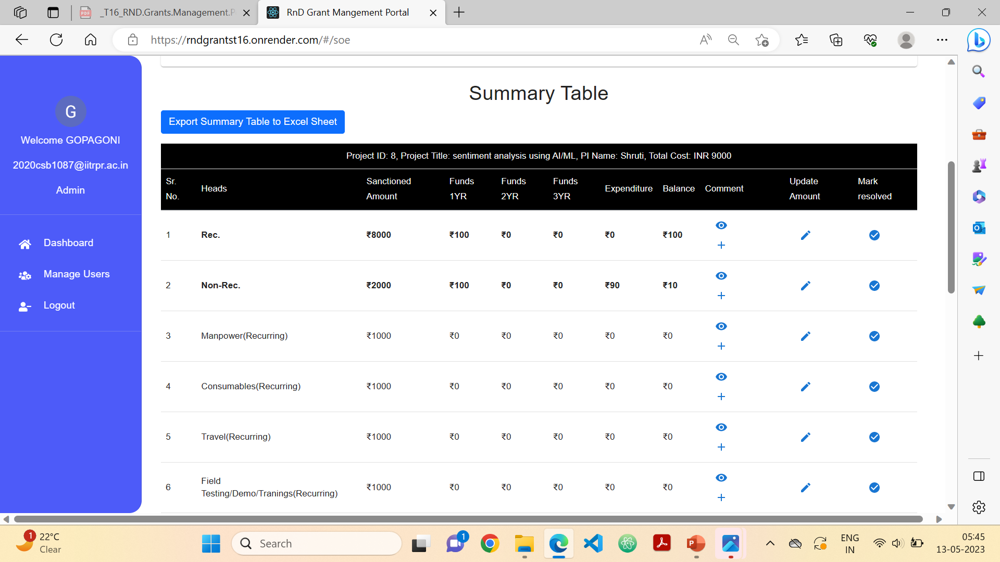 _T16_RND.Grants.Management.P
RnD Grant Mangement Portal
https://rndgrantst16.onrender.com/#/soe
G
Welcome GOPAGONI
2020csb1087@iitrpr.ac.in
Admin
Dashboard
Manage Users
Logout
Summary Table
Export Summary Table to Excel Sheet
Project ID: 8, Project Title: sentiment analysis using AI/ML, PI Name: Shruti, Total Cost: INR 9000
Sr. No. Heads Sanctioned Amount Funds 1YR Funds 2YR Funds 3YR Expenditure Balance Comment Update Amount Mark resolved
1 Rec. ₹8000 ₹100 ₹0 ₹0 ₹0 ₹100
2 Non-Rec. ₹2000 ₹100 ₹0 ₹0 ₹90 ₹10
3 Manpower(Recurring) ₹1000 ₹0 ₹0 ₹0 ₹0 ₹0
4 Consumables(Recurring) ₹1000 ₹0 ₹0 ₹0 ₹0 ₹0
5 Travel(Recurring) ₹1000 ₹0 ₹0 ₹0 ₹0 ₹0
6 Field Testing/Demo/Tranings(Recurring) ₹1000 ₹0 ₹0 ₹0 ₹0 ₹0
1
22°C
Clear
Search
1
ENG
IN
05:45
13-05-2023